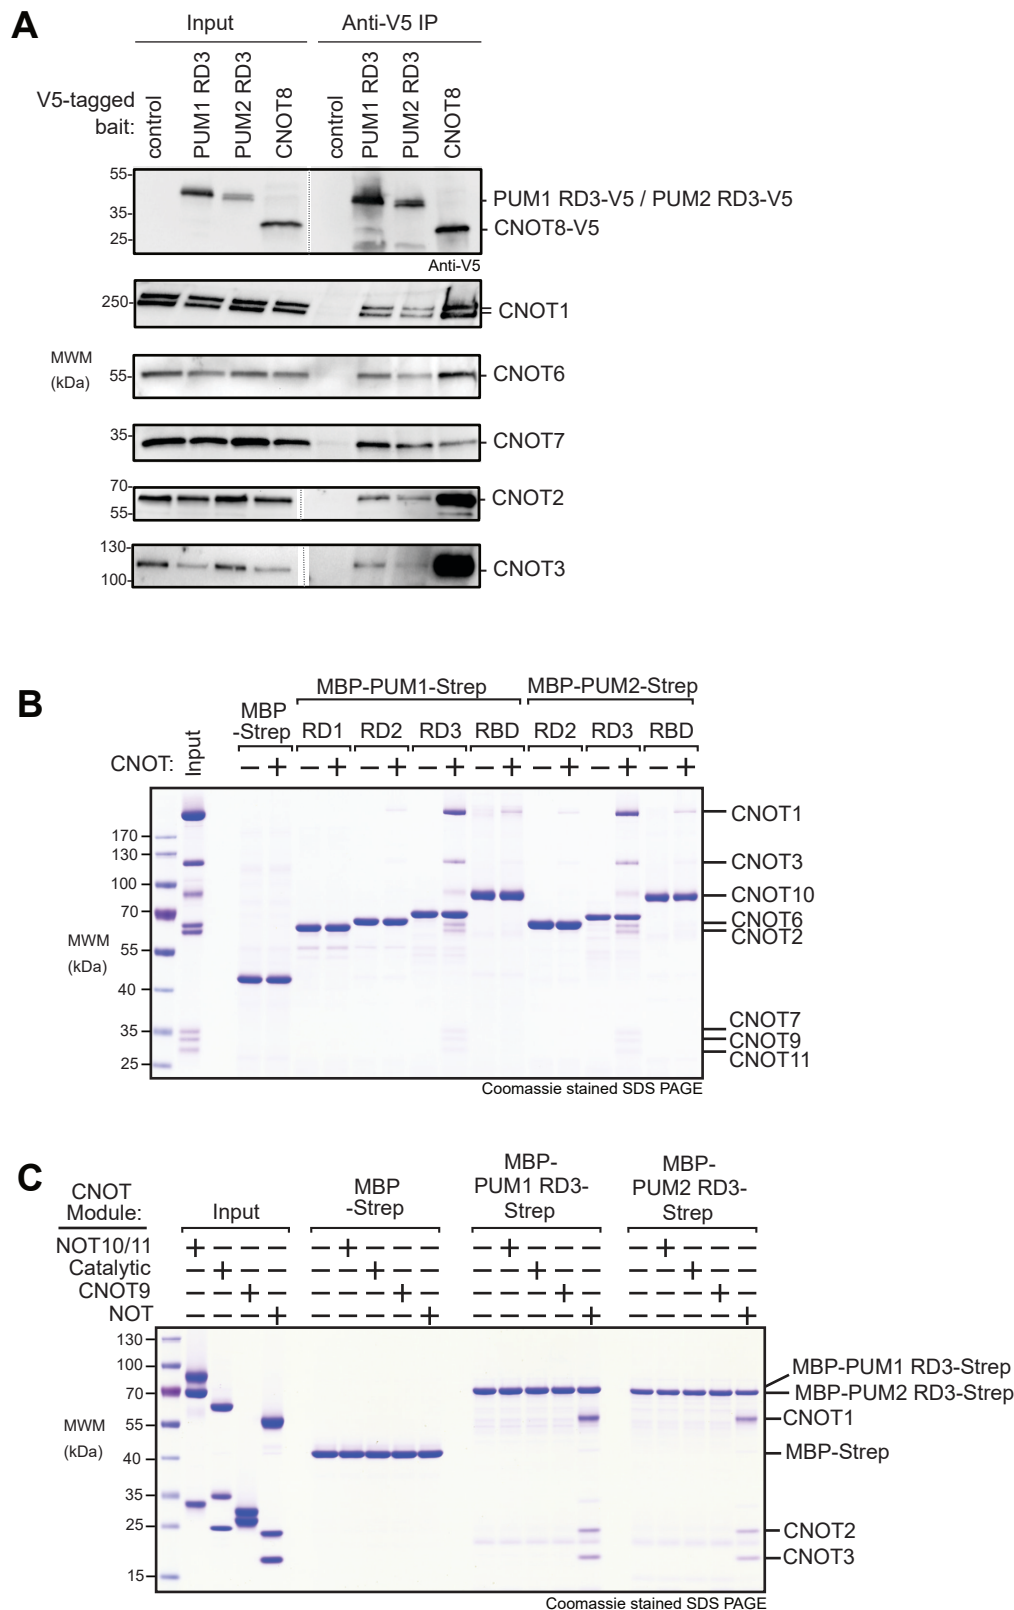 A
Input Anti-V5 IP
V5-tagged bait:
control PUM1 RD3 PUM2 RD3 CNOT8 control PUM1 RD3 PUM2 RD3 CNOT8
55-
35-
25-
PUM1 RD3-V5 / PUM2 RD3-V5
CNOT8-V5
Anti-V5
250-
CNOT1
MWM
(kDa)
55-
CNOT6
35-
CNOT7
70-
55-
CNOT2
130-
100-
CNOT3
B
MBP-PUM1-Strep MBP-PUM2-Strep
MBP
-Strep RD1 RD2 RD3 RBD RD2 RD3 RBD
CNOT: Input − + − + − + − + − + − + − + − +
170
130
100
70
55
40
35
25
MWM
(kDa)
CNOT1
CNOT3
CNOT10
CNOT6
CNOT2
CNOT7
CNOT9
CNOT11
Coomassie stained SDS PAGE
C
CNOT
Module:
Input
MBP
-Strep
MBP-
PUM1 RD3-
Strep
MBP-
PUM2 RD3-
Strep
NOT10/11 + − − − − + − − − − + − − − − + − − −
Catalytic − + − − − − + − − − − + − − − − + − −
CNOT9 − − + − − − − + − − − − + − − − − + −
NOT − − − + − − − − + − − − − + − − − − +
130
100
70
55
40
35
25
15
MWM
(kDa)
MBP-PUM1 RD3-Strep
MBP-PUM2 RD3-Strep
CNOT1
MBP-Strep
CNOT2
CNOT3
Coomassie stained SDS PAGE